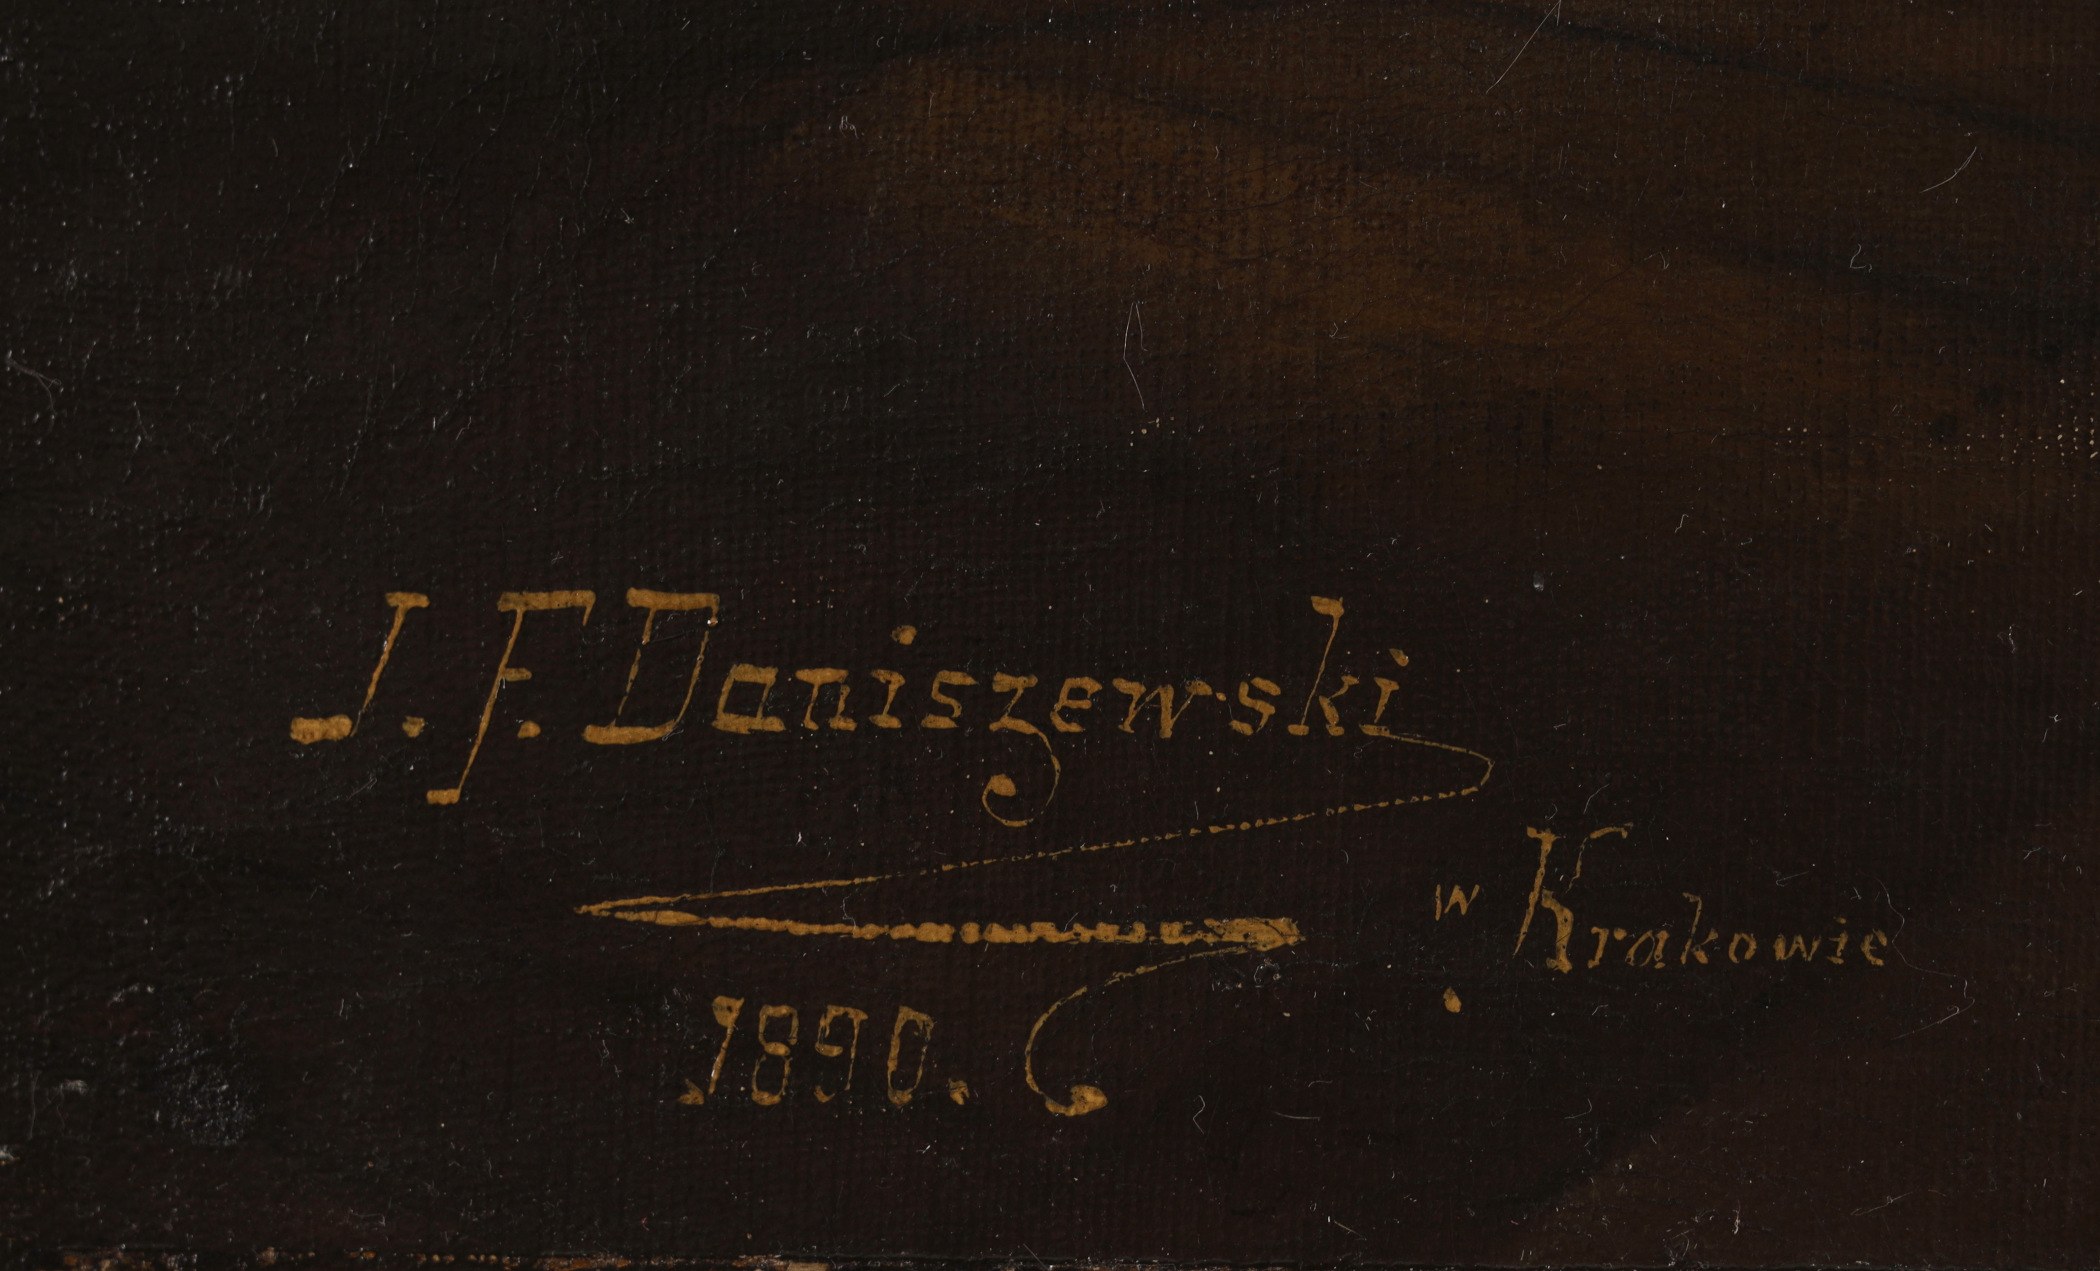 J. F. Daniszewski
w Krakowie
1890.